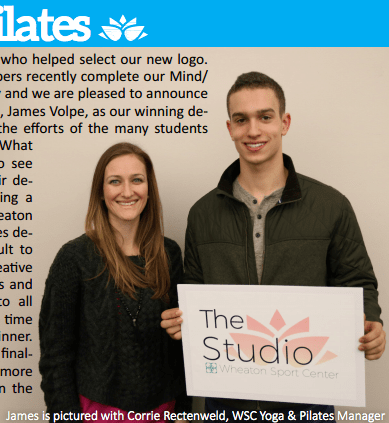 ilates
who helped select our new logo.
bers recently complete our Mind/
and we are pleased to announce
, James Volpe, as our winning de-
the efforts of the many students
What
o see
ir de-
ing a
eaton
es de-
ult to
eative
s and
to all
time
inner.
final-
more
n the
The
Studio
Wheaton Sport Center
James is pictured with Corrie Rectenweld, WSC Yoga & Pilates Manager